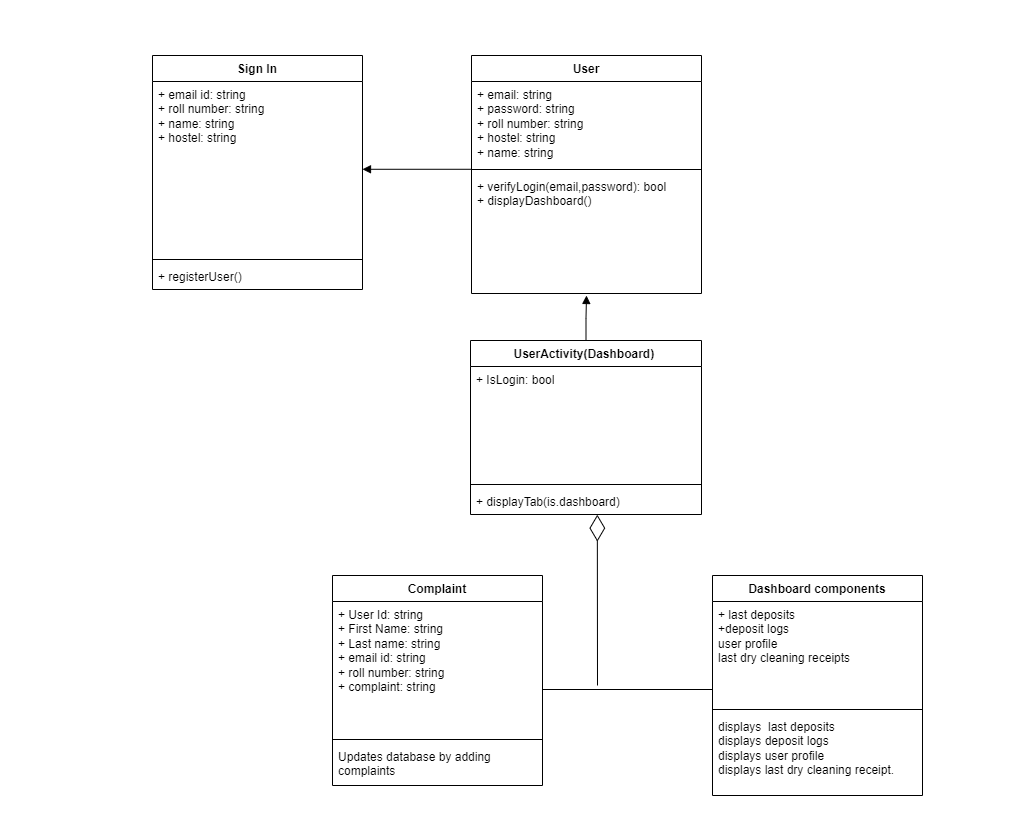 Sign In
+ email id: string
+ roll number: string
+ name: string
+ hostel: string
+ registerUser()
User
+ email: string
+ password: string
+ roll number: string
+ hostel: string
+ name: string
+ verifyLogin(email,password): bool
+ displayDashboard()
UserActivity(Dashboard)
+ IsLogin: bool
+ displayTab(is.dashboard)
Complaint
+ User Id: string
+ First Name: string
+ Last name: string
+ email id: string
+ roll number: string
+ complaint: string
Updates database by adding
complaints
Dashboard components
+ last deposits
+deposit logs
user profile
last dry cleaning receipts
displays  last deposits
displays deposit logs
displays user profile
displays last dry cleaning receipt.